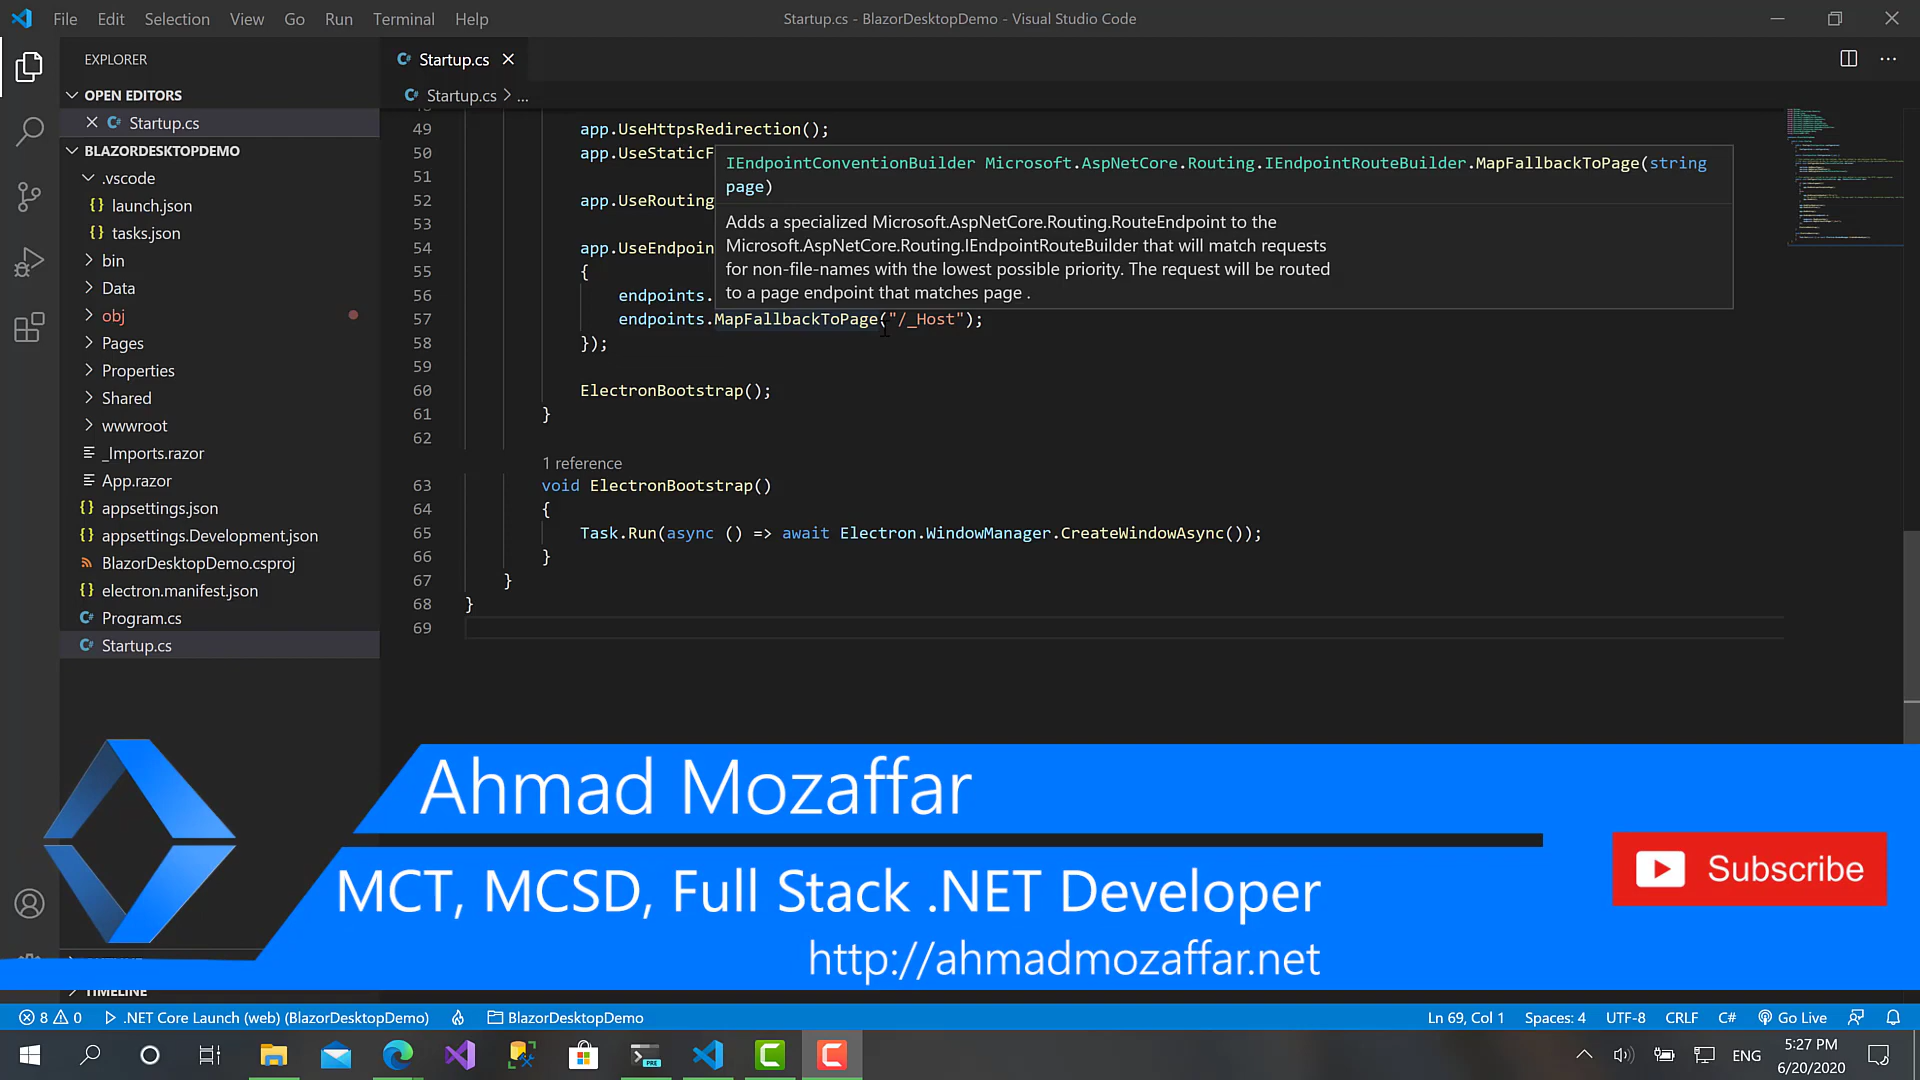 File Edit Selection View Go Run Terminal Help
Startup.cs - BlazorDesktopDemo - Visual Studio Code
EXPLORER
OPEN EDITORS
Startup.cs
BLAZORDESKTOPDEMO
.vscode
launch.json
tasks.json
bin
Data
obj
Pages
Properties
Shared
wwwroot
_Imports.razor
App.razor
appsettings.json
appsettings.Development.json
BlazorDesktopDemo.csproj
electron.manifest.json
Program.cs
Startup.cs
TIMELINE
Startup.cs
Startup.cs > ...
49 app.UseHttpsRedirection();
50 app.UseStaticF
51
52 app.UseRouting
53
54 app.UseEndpoin
55 {
56 endpoints.
57 endpoints.MapFallbackToPage("/_Host");
58 });
59
60 ElectronBootstrap();
61 }
62
1 reference
63 void ElectronBootstrap()
64 {
65 Task.Run(async () => await Electron.WindowManager.CreateWindowAsync());
66 }
67 }
68 }
69
IEndpointConventionBuilder Microsoft.AspNetCore.Routing.IEndpointRouteBuilder.MapFallbackToPage(string
page)
Adds a specialized Microsoft.AspNetCore.Routing.RouteEndpoint to the
Microsoft.AspNetCore.Routing.IEndpointRouteBuilder that will match requests
for non-file-names with the lowest possible priority. The request will be routed
to a page endpoint that matches page .
Ahmad Mozaffar
MCT, MCSD, Full Stack .NET Developer
http://ahmadmozaffar.net
Subscribe
8 0 .NET Core Launch (web) (BlazorDesktopDemo) BlazorDesktopDemo
Ln 69, Col 1 Spaces: 4 UTF-8 CRLF C# Go Live
PRE
ENG
5:27 PM
6/20/2020